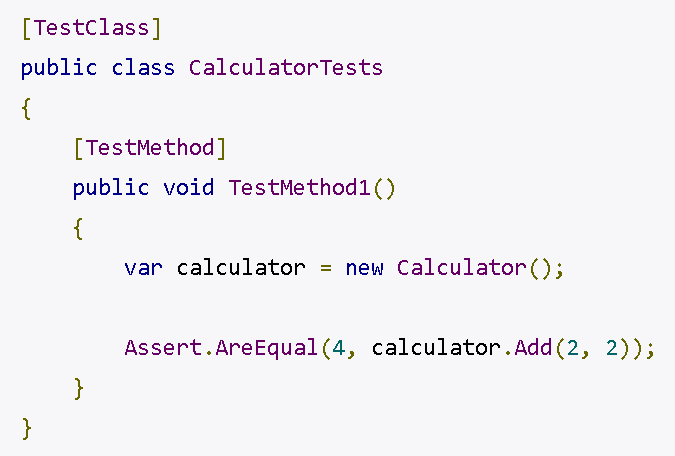 [TestClass]
public class CalculatorTests
{
    [TestMethod]
    public void TestMethod1()
    {
        var calculator = new Calculator();

        Assert.AreEqual(4, calculator.Add(2, 2));
    }
}